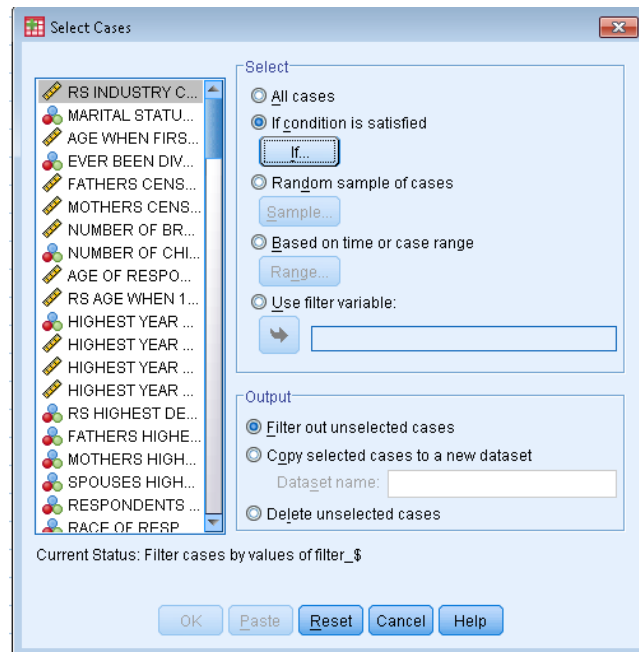 Select Cases
RS INDUSTRY C...
MARITAL STATU...
AGE WHEN FIRS...
EVER BEEN DIV...
FATHERS CENS...
MOTHERS CENS...
NUMBER OF BR...
NUMBER OF CHI...
AGE OF RESPO...
RS AGE WHEN 1...
HIGHEST YEAR ...
HIGHEST YEAR ...
HIGHEST YEAR ...
RS HIGHEST DE...
FATHERS HIGHE...
MOTHERS HIGH...
SPOUSES HIGH...
RESPONDENTS ...
RACE OF RESP...
Select
All cases
If condition is satisfied
If...
Random sample of cases
Sample...
Based on time or case range
Range...
Use filter variable:
Output
Filter out unselected cases
Copy selected cases to a new dataset
Dataset name:
Delete unselected cases
Current Status: Filter cases by values of filter_$
OK
Paste
Reset
Cancel
Help